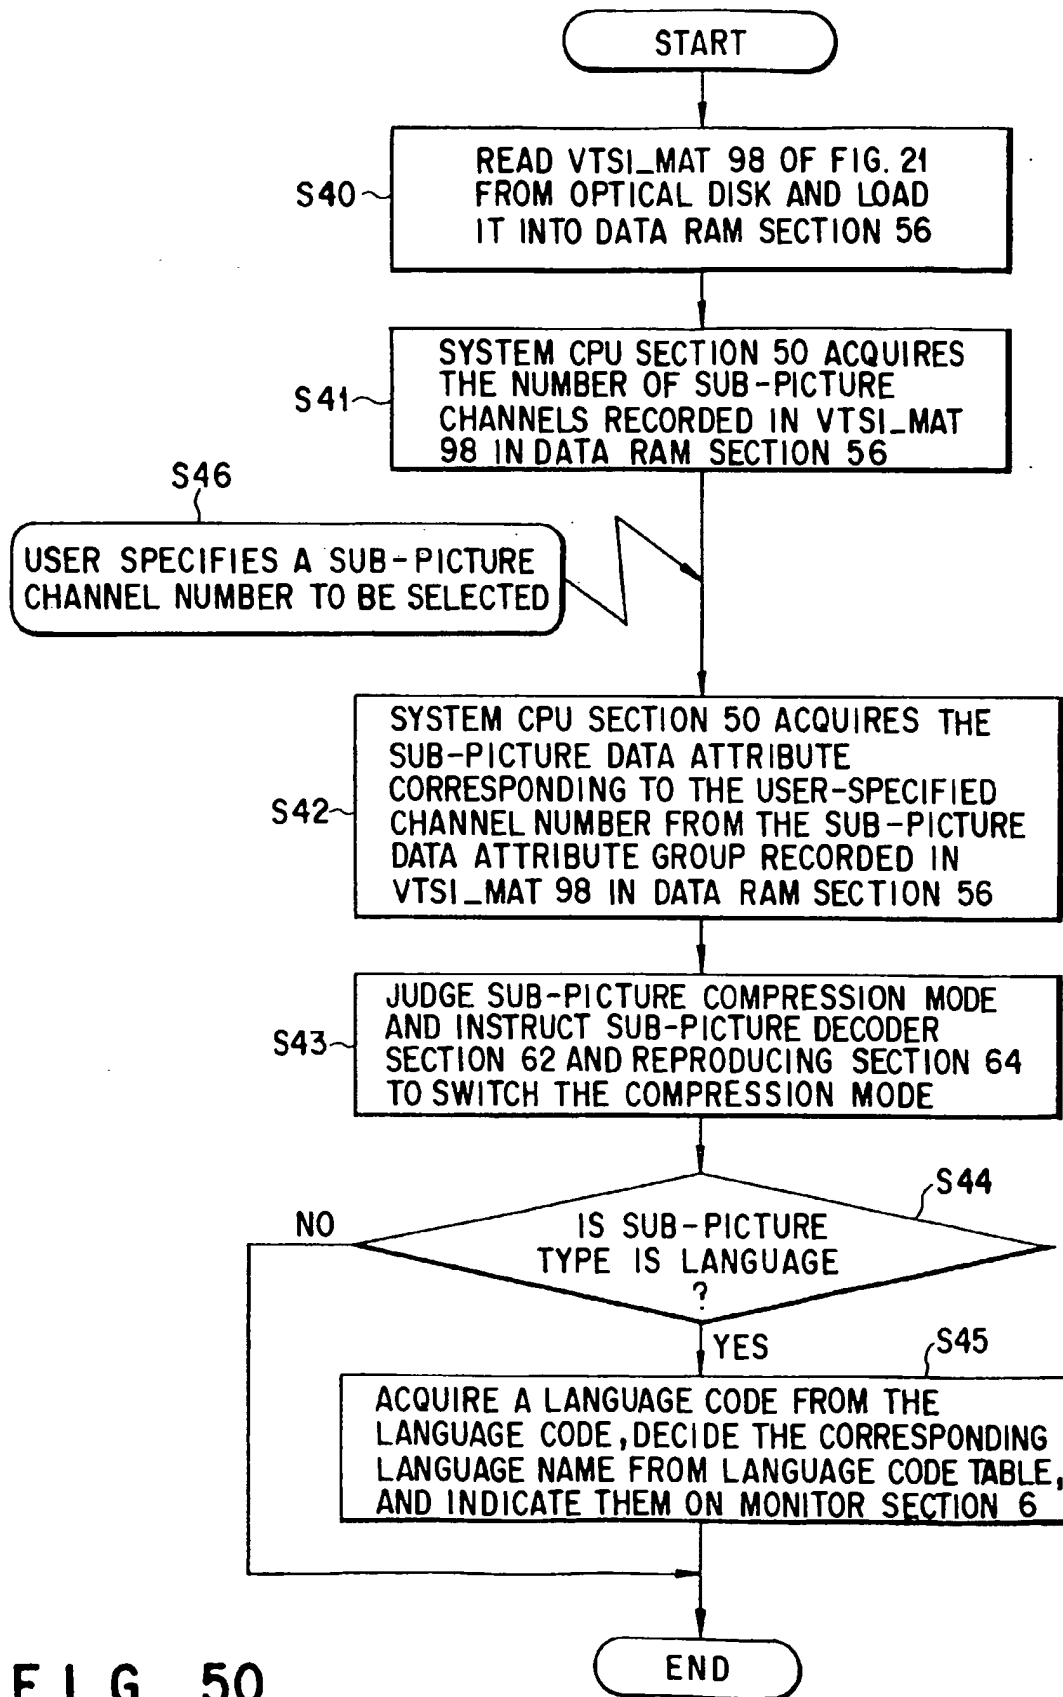 START
S40
READ VTSI_MAT 98 OF FIG. 21
FROM OPTICAL DISK AND LOAD
IT INTO DATA RAM SECTION 56
S41
SYSTEM CPU SECTION 50 ACQUIRES
THE NUMBER OF SUB-PICTURE
CHANNELS RECORDED IN VTSI_MAT
98 IN DATA RAM SECTION 56
S46
USER SPECIFIES A SUB-PICTURE
CHANNEL NUMBER TO BE SELECTED
S42
SYSTEM CPU SECTION 50 ACQUIRES THE
SUB-PICTURE DATA ATTRIBUTE
CORRESPONDING TO THE USER-SPECIFIED
CHANNEL NUMBER FROM THE SUB-PICTURE
DATA ATTRIBUTE GROUP RECORDED IN
VTSI_MAT 98 IN DATA RAM SECTION 56
S43
JUDGE SUB-PICTURE COMPRESSION MODE
AND INSTRUCT SUB-PICTURE DECODER
SECTION 62 AND REPRODUCING SECTION 64
TO SWITCH THE COMPRESSION MODE
S44
NO
IS SUB-PICTURE
TYPE IS LANGUAGE
?
YES
S45
ACQUIRE A LANGUAGE CODE FROM THE
LANGUAGE CODE, DECIDE THE CORRESPONDING
LANGUAGE NAME FROM LANGUAGE CODE TABLE,
AND INDICATE THEM ON MONITOR SECTION 6
END
FIG. 50